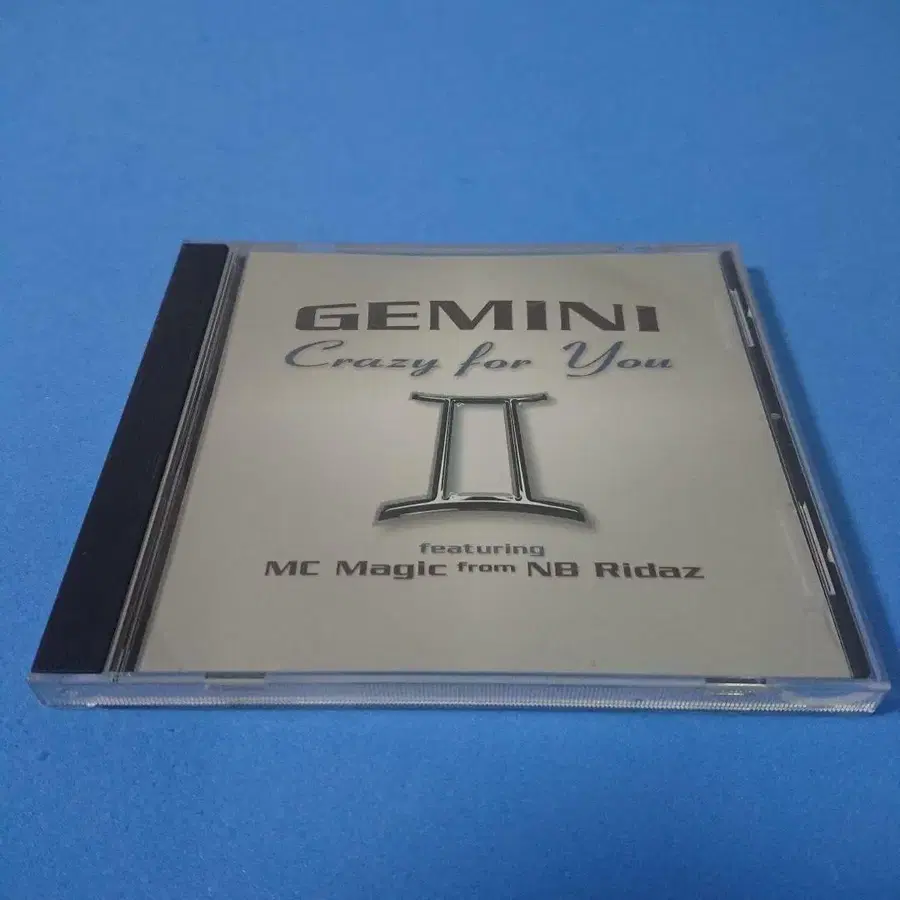 GEMINI
Crazy for You
featuring
MC Magic from NB Ridaz